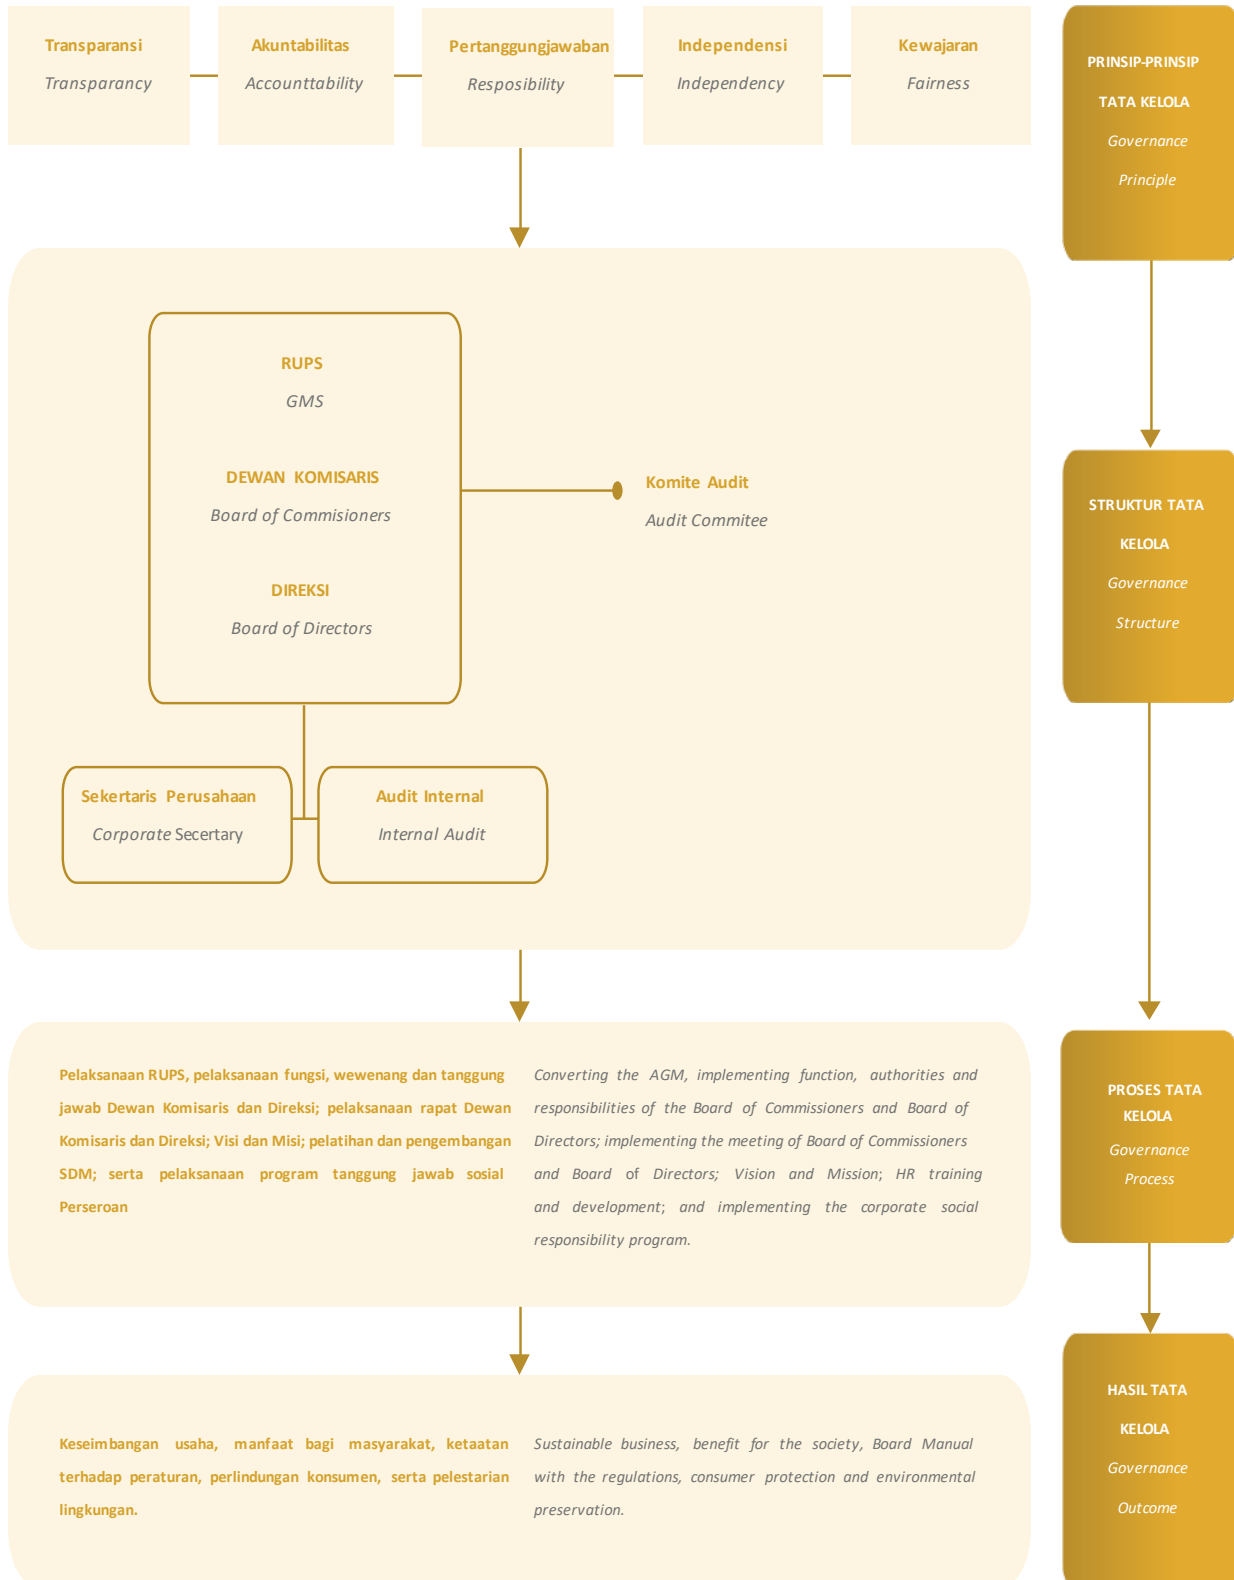 Transparansi
Transparancy
Akuntabilitas
Accounttability
Pertanggungjawaban
Resposibility
Independensi
Independency
Kewajaran
Fairness
PRINSIP-PRINSIP
TATA KELOLA
Governance
Principle
RUPS
GMS
DEWAN KOMISARIS
Board of Commisioners
DIREKSI
Board of Directors
Komite Audit
Audit Commitee
Sekertaris Perusahaan
Corporate Secertary
Audit Internal
Internal Audit
STRUKTUR TATA
KELOLA
Governance
Structure
Pelaksanaan RUPS, pelaksanaan fungsi, wewenang dan tanggung
jawab Dewan Komisaris dan Direksi; pelaksanaan rapat Dewan
Komisaris dan Direksi; Visi dan Misi; pelatihan dan pengembangan
SDM; serta pelaksanaan program tanggung jawab sosial
Perseroan
Converting the AGM, implementing function, authorities and
responsibilities of the Board of Commissioners and Board of
Directors; implementing the meeting of Board of Commissioners
and Board of Directors; Vision and Mission; HR training
and development; and implementing the corporate social
responsibility program.
PROSES TATA
KELOLA
Governance
Process
Keseimbangan usaha, manfaat bagi masyarakat, ketaatan
terhadap peraturan, perlindungan konsumen, serta pelestarian
lingkungan.
Sustainable business, benefit for the society, Board Manual
with the regulations, consumer protection and environmental
preservation.
HASIL TATA
KELOLA
Governance
Outcome